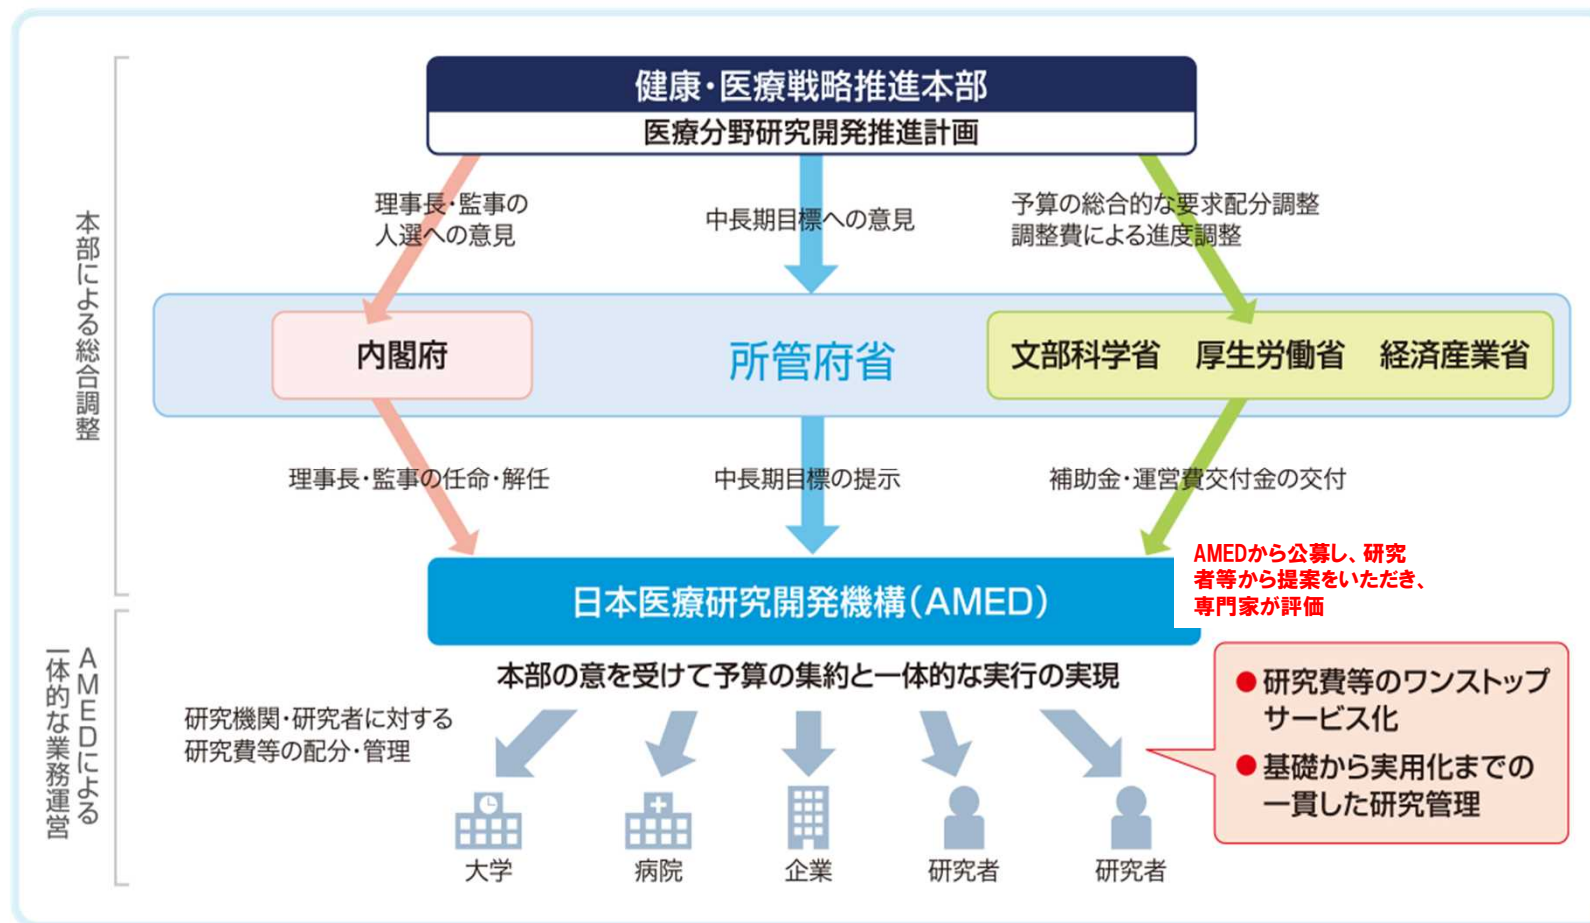 健康・医療戦略推進本部
医療分野研究開発推進計画
本部による総合調整
理事長・監事の
人選への意見
中長期目標への意見
予算の総合的な要求配分調整
調整費による進度調整
内閣府
所管府省
文部科学省 厚生労働省 経済産業省
理事長・監事の任命・解任
中長期目標の提示
補助金・運営費交付金の交付
AMEDから公募し、研究
者等から提案をいただき、
専門家が評価
日本医療研究開発機構(AMED)
AMEDによる
一体的な業務運営
本部の意を受けて予算の集約と一体的な実行の実現
研究機関・研究者に対する
研究費等の配分・管理
●研究費等のワンストップ
サービス化
●基礎から実用化までの
一貫した研究管理
大学
病院
企業
研究者
研究者